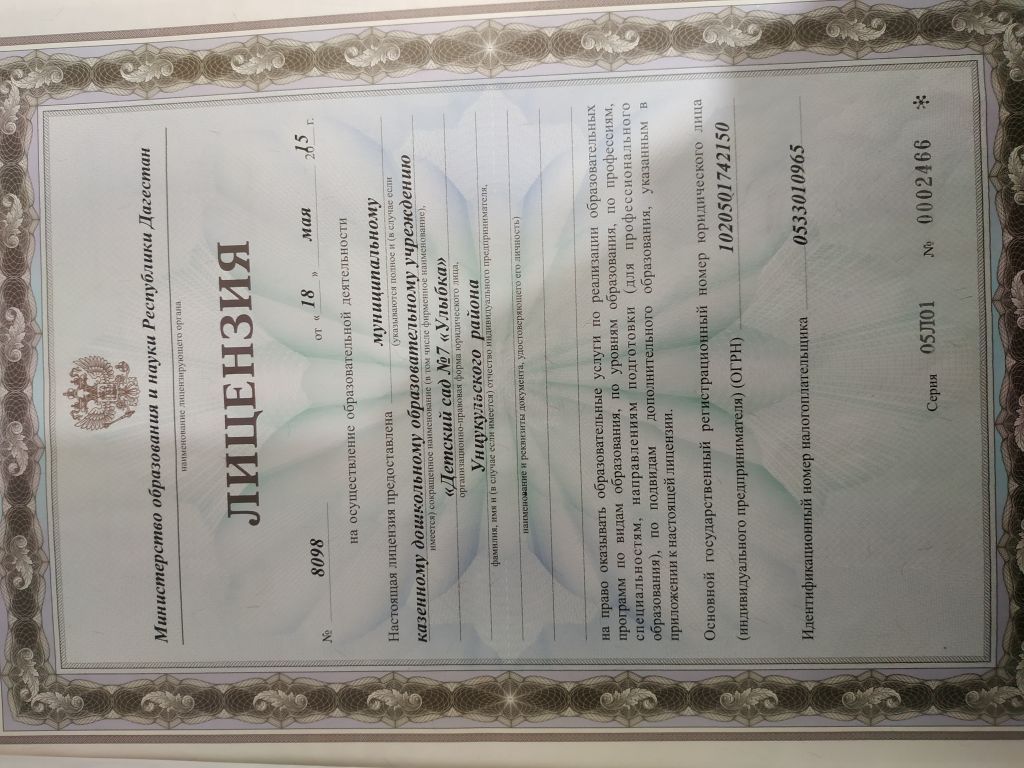 Министерство образования и науки Республики Дагестан
наименование лицензирующего органа
ЛИЦЕНЗИЯ
№ 8098 от « 18 » мая 2015 г.
на осуществление образовательной деятельности
Настоящая лицензия предоставлена муниципальному
(указываются полное и (в случае если
казенному дошкольному образовательному учреждению
имеется) сокращенное наименование (в том числе фирменное наименование),
«Детский сад №7 «Улыбка»
организационно-правовая форма юридического лица,
Унцукульского района
фамилия, имя и (в случае если имеется) отчество индивидуального предпринимателя,
наименование и реквизиты документа, удостоверяющего его личность)
на право оказывать образовательные услуги по реализации образовательных
программ по видам образования, по уровням образования, по профессиям,
специальностям, направлениям подготовки (для профессионального
образования), по подвидам дополнительного образования, указанным в
приложении к настоящей лицензии.
Основной государственный регистрационный номер юридического лица
(индивидуального предпринимателя) (ОГРН) 1020501742150
Идентификационный номер налогоплательщика 0533010965
Серия 05Л01 № 0002466 *